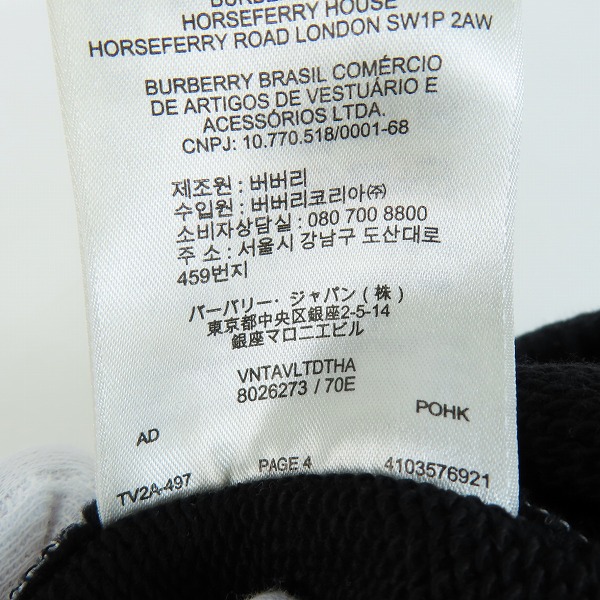 HORSEFERRY HOUSE
HORSEFERRY ROAD LONDON SW1P 2AW
BURBERRY BRASIL COMÉRCIO
DE ARTIGOS DE VESTUÁRIO E
ACESSÓRIOS LTDA.
CNPJ: 10.770.518/0001-68
제조원 : 버버리
수입원 : 버버리코리아㈜
소비자상담실 : 080 700 8800
주 소 : 서울시 강남구 도산대로
459번지
バーバリー・ジャパン(株)
東京都中央区銀座2-5-14
銀座マロニエビル
VNTAVLTDTHA
8026273 / 70E
AD
POHK
TV2A-497
PAGE 4
4103576921